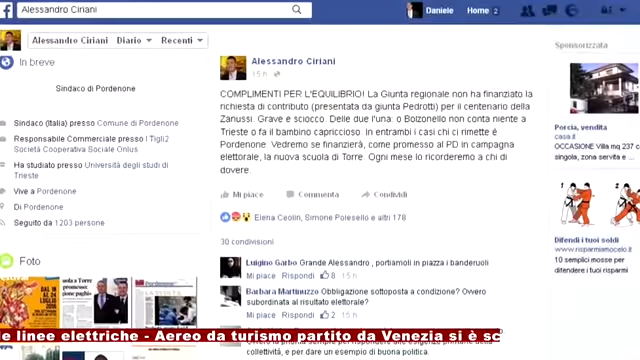 Alessandro Ciriani
Daniele Home 2
Alessandro Ciriani Diario Recenti
In breve
Sindaco di Pordenone
Sindaco (Italia) presso Comune di Pordenone
Responsabile Commerciale presso I Tigli2
Società Cooperativa Sociale Onlus
Ha studiato presso Università degli studi di
Trieste
Vive a Pordenone
Di Pordenone
Seguito da 1203 persone
Foto
Alessandro Ciriani
15 h
COMPLIMENTI PER L'EQUILIBRIO! La Giunta regionale non ha finanziato la
richiesta di contributo (presentata da giunta Pedrotti) per il centenario della
Zanussi. Grave e sciocco. Delle due l'una: o Bolzonello non conta niente a
Trieste o fa il bambino capriccioso. In entrambi i casi chi ci rimette è
Pordenone. Vedremo se finanzierà, come promesso al PD in campagna
elettorale, la nuova scuola di Torre. Ogni mese lo ricorderemo a chi di
dovere.
Mi piace Commenta Condividi
Elena Ceolin, Simone Polesello e altri 178
30 condivisioni
Luigino Garbo Grande Alessandro , portiamoli in piazza i banderuoli
Mi piace Rispondi 8 15 h
Barbara Martinuzzo Obbligazione sottoposta a condizione? Ovvero
subordinata al risultato elettorale?
Mi piace Rispondi 2 15 h
collettività, e per dare un esempio di buona politica.
Sponsorizzata
Porcia, vendita
casa.it
OCCASIONE Villa mq 237 c
singola, zona servita e ...
Difendi i tuoi soldi
www.risparmiamocelo.it
10 semplici mosse per
difendere i tuoi risparmi
e linee elettriche - Aereo da turismo partito da Venezia si è sc